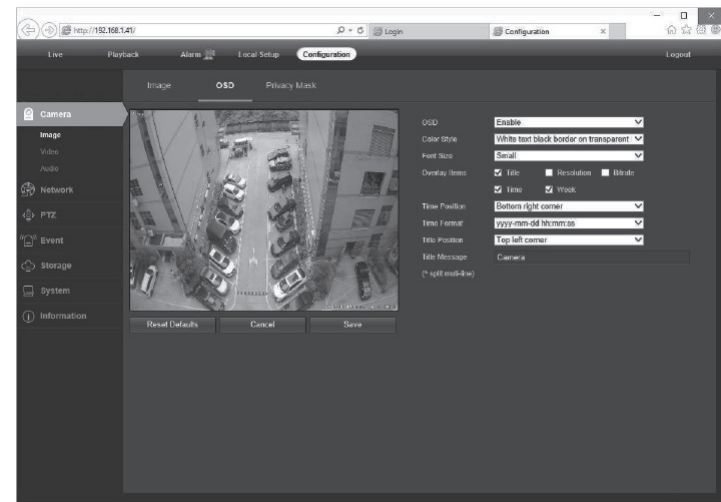 http://192.168.1.41/
Login
Configuration
Live Playback Alarm Local Setup Configuration Logout
Image OSD Privacy Mask
Camera
Image
Video
Audio
Network
PTZ
Event
Storage
System
Information
OSD Enable
Color Style White text black border on transparent
Font Size Small
Overlay Items Title Resolution Bitrate
Time Week
Time Position Bottom right corner
Time Format yyyy-mm-dd hh:mm:ss
Title Position Top left corner
Title Message Camera
Reset Defaults Cancel Save